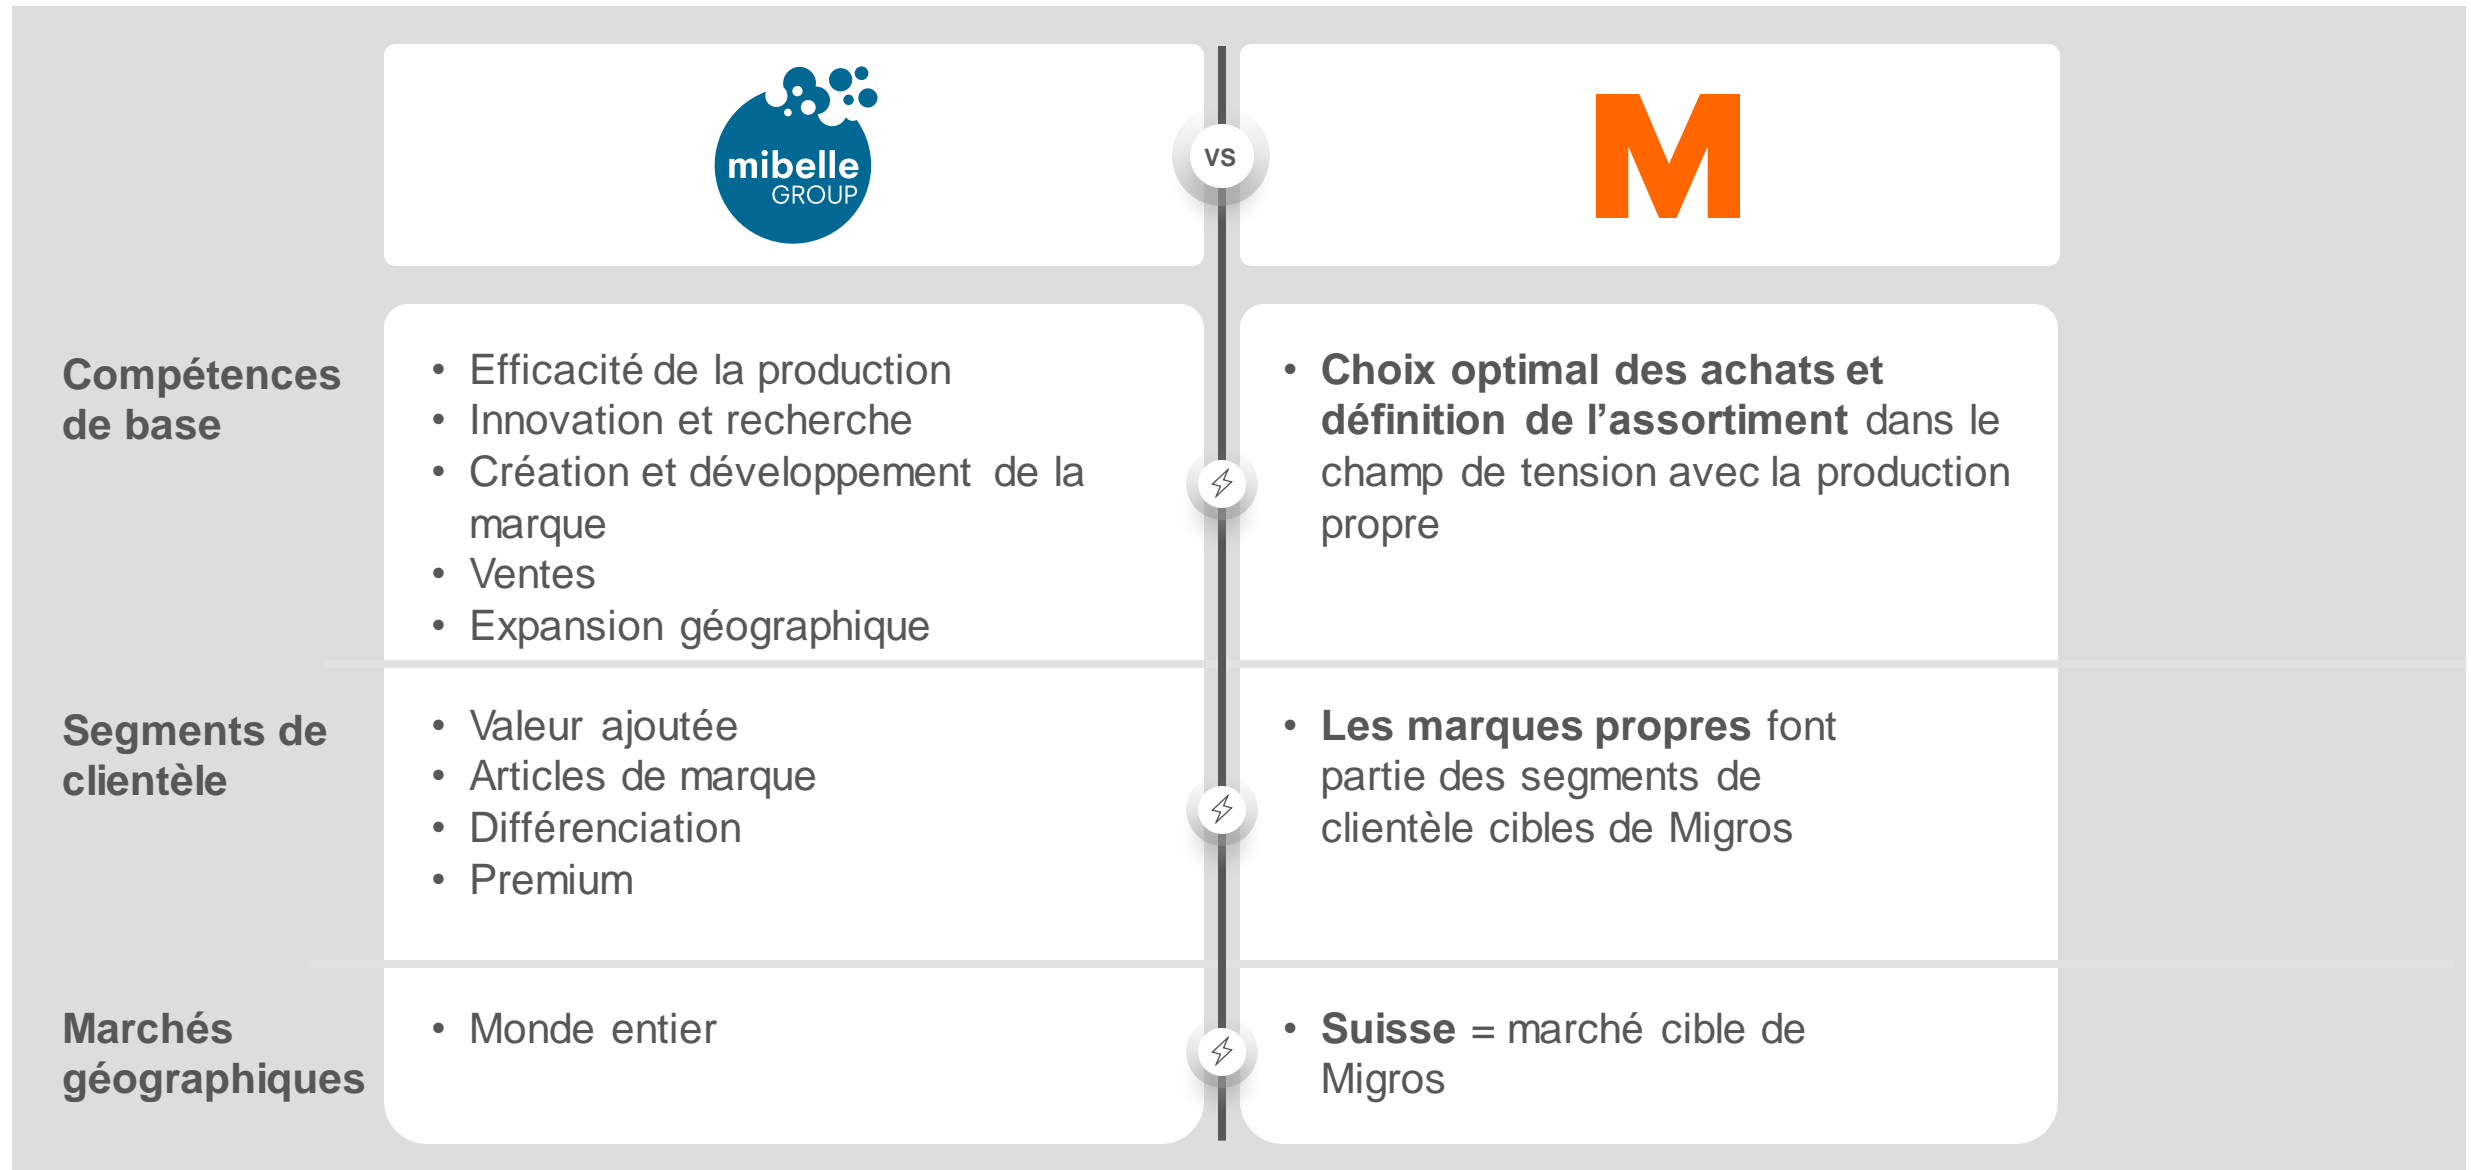 mibelle
GROUP
VS
M
Compétences
de base
• Efficacité de la production
• Innovation et recherche
• Création et développement de la
marque
• Ventes
• Expansion géographique
• Choix optimal des achats et
définition de l’assortiment dans le
champ de tension avec la production
propre
Segments de
clientèle
• Valeur ajoutée
• Articles de marque
• Différenciation
• Premium
• Les marques propres font
partie des segments de
clientèle cibles de Migros
Marchés
géographiques
• Monde entier
• Suisse = marché cible de
Migros